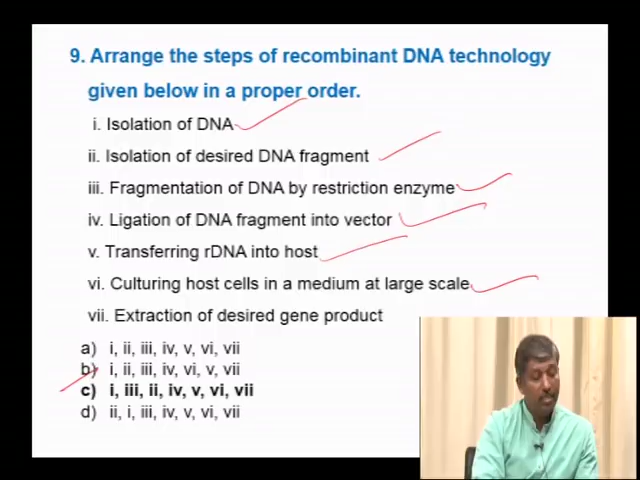 9. Arrange the steps of recombinant DNA technology
given below in a proper order.
i. Isolation of DNA
ii. Isolation of desired DNA fragment
iii. Fragmentation of DNA by restriction enzyme
iv. Ligation of DNA fragment into vector
v. Transferring rDNA into host
vi. Culturing host cells in a medium at large scale
vii. Extraction of desired gene product
a) i, ii, iii, iv, v, vi, vii
b) i, ii, iii, iv, vi, v, vii
c) i, iii, ii, iv, v, vi, vii
d) ii, i, iii, iv, v, vi, vii